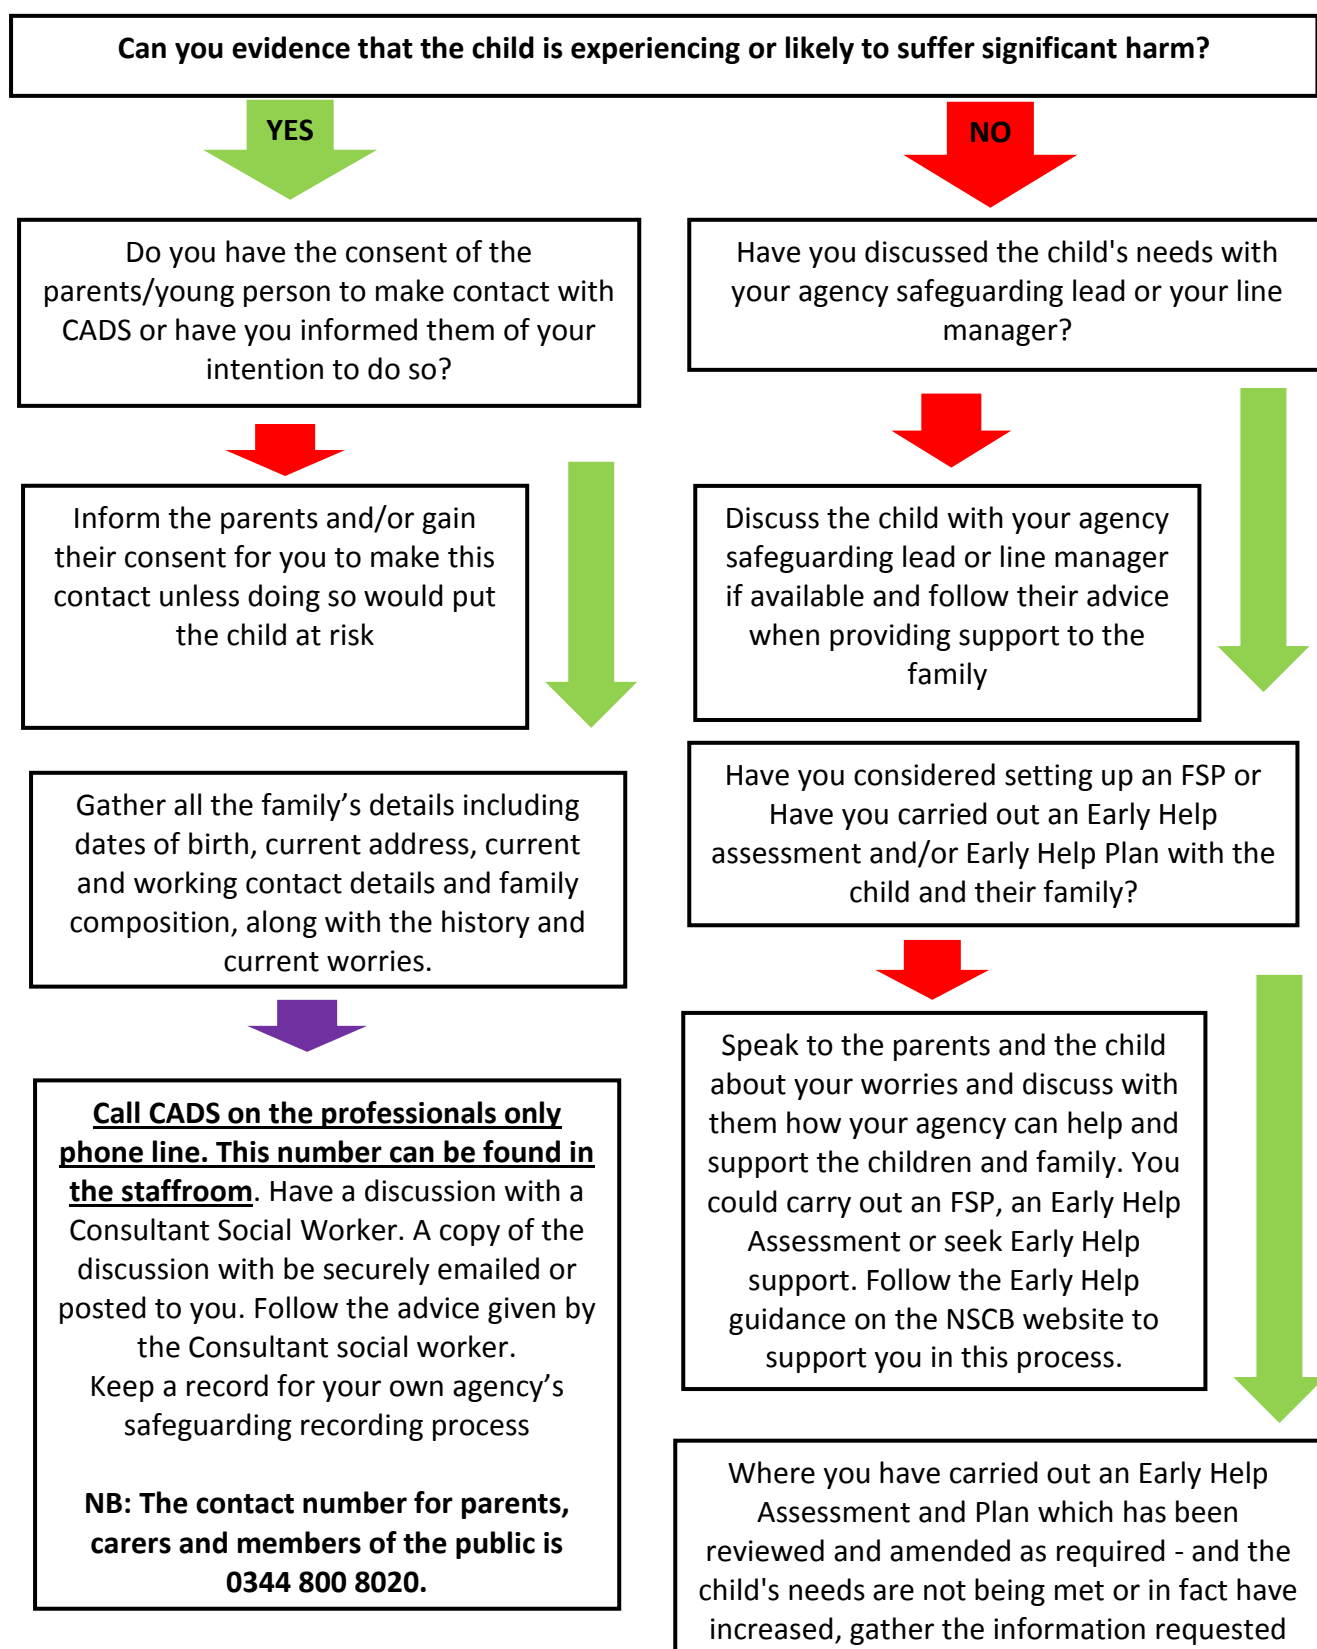 Can you evidence that the child is experiencing or likely to suffer significant harm?
YES
NO
Do you have the consent of the
parents/young person to make contact with
CADS or have you informed them of your
intention to do so?
Have you discussed the child's needs with
your agency safeguarding lead or your line
manager?
Inform the parents and/or gain
their consent for you to make this
contact unless doing so would put
the child at risk
Discuss the child with your agency
safeguarding lead or line manager
if available and follow their advice
when providing support to the
family
Gather all the family’s details including
dates of birth, current address, current
and working contact details and family
composition, along with the history and
current worries.
Have you considered setting up an FSP or
Have you carried out an Early Help
assessment and/or Early Help Plan with the
child and their family?
Call CADS on the professionals only
phone line. This number can be found in
the staffroom. Have a discussion with a
Consultant Social Worker. A copy of the
discussion with be securely emailed or
posted to you. Follow the advice given by
the Consultant social worker.
Keep a record for your own agency’s
safeguarding recording process
NB: The contact number for parents,
carers and members of the public is
0344 800 8020.
Speak to the parents and the child
about your worries and discuss with
them how your agency can help and
support the children and family. You
could carry out an FSP, an Early Help
Assessment or seek Early Help
support. Follow the Early Help
guidance on the NSCB website to
support you in this process.
Where you have carried out an Early Help
Assessment and Plan which has been
reviewed and amended as required - and the
child's needs are not being met or in fact have
increased, gather the information requested